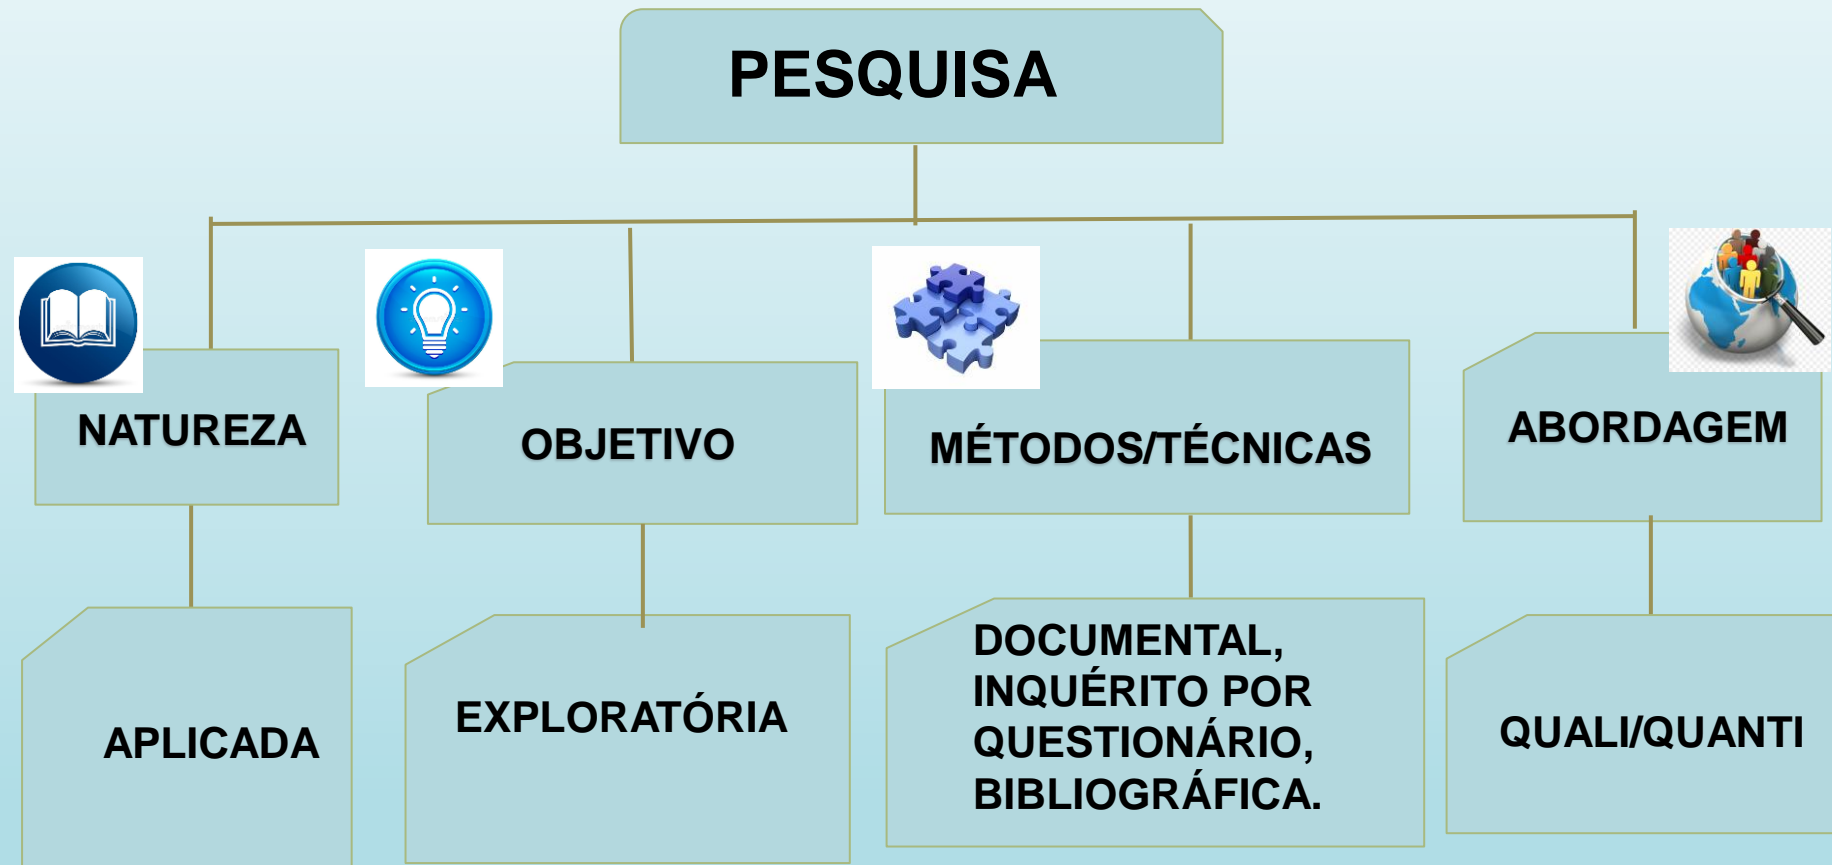 PESQUISA
NATUREZA
OBJETIVO
MÉTODOS/TÉCNICAS
ABORDAGEM
APLICADA
EXPLORATÓRIA
DOCUMENTAL,
INQUÉRITO POR
QUESTIONÁRIO,
BIBLIOGRÁFICA.
QUALI/QUANTI